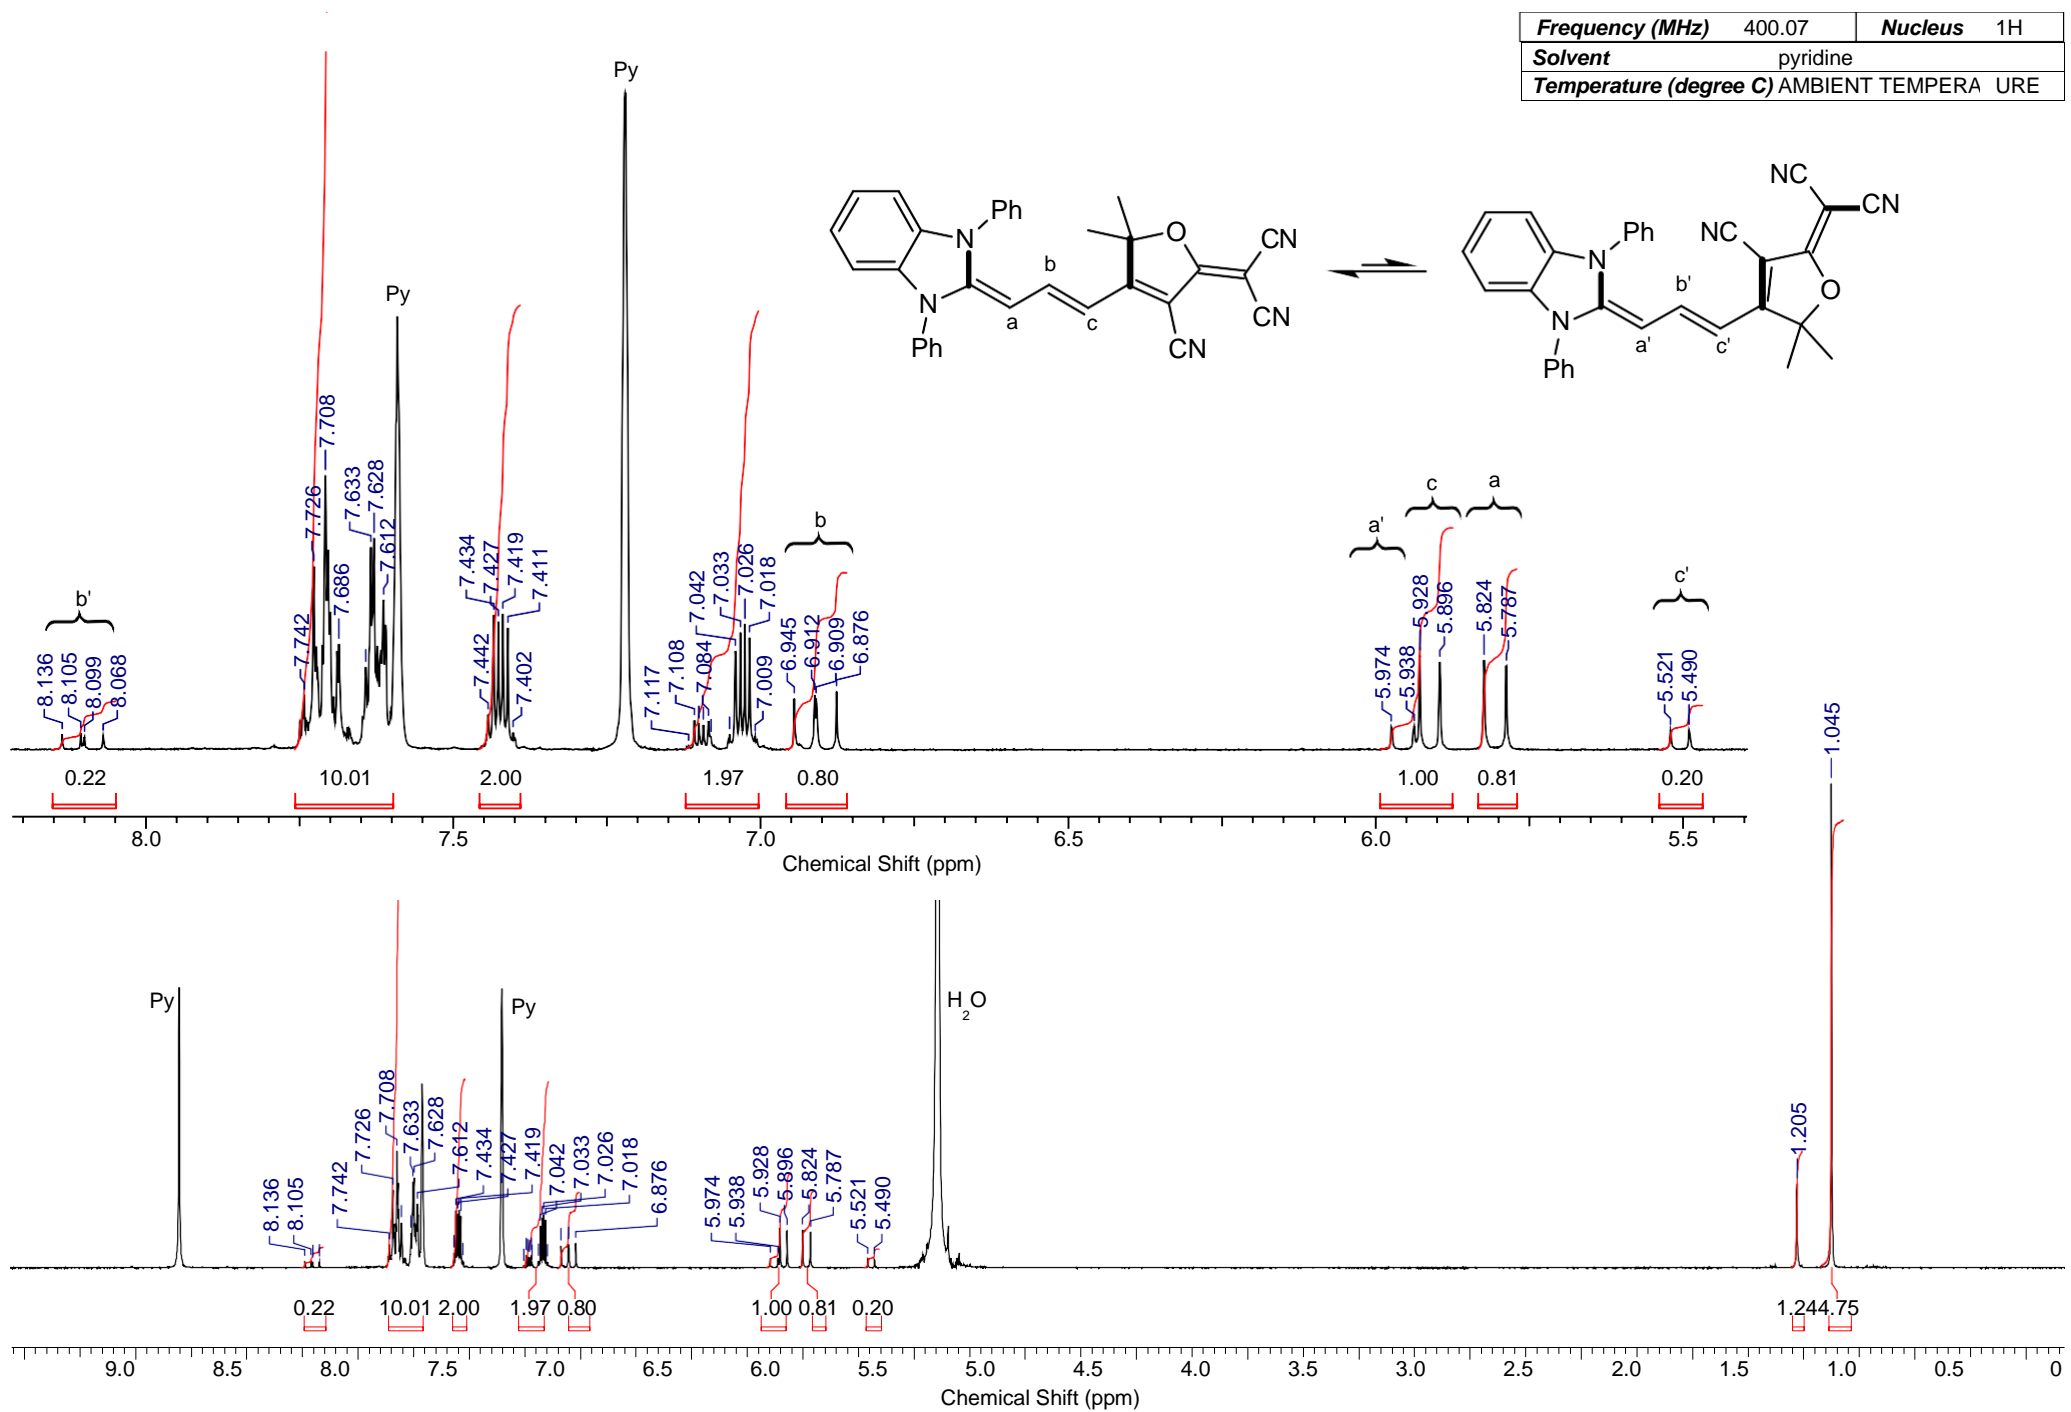 Frequency (MHz) 400.07 Nucleus 1H
Solvent pyridine
Temperature (degree C) AMBIENT TEMPERA URE
Py
Py
NC
CN
NC
Ph
N
N
Ph
a
b
c
O
CN
CN
CN
Ph
N
N
Ph
a'
b'
c'
O
b'
b
a'
c
a
c'
8.136
8.105
8.099
8.068
7.742
7.726
7.708
7.686
7.633
7.628
7.612
7.442
7.434
7.427
7.419
7.411
7.402
7.117
7.108
7.084
7.042
7.033
7.026
7.018
7.009
6.945
6.912
6.909
6.876
5.974
5.938
5.928
5.896
5.824
5.787
5.521
5.490
0.22 10.01 2.00 1.97 0.80 1.00 0.81 0.20
8.0 7.5 7.0 6.5 6.0 5.5
Chemical Shift (ppm)
1.045
Py
Py
H2O
8.136
8.105
7.742
7.726
7.708
7.633
7.628
7.612
7.434
7.427
7.419
7.042
7.033
7.026
7.018
6.876
5.974
5.938
5.928
5.896
5.824
5.787
5.521
5.490
1.205
0.22 10.01 2.00 1.97 0.80 1.00 0.81 0.20 1.24 4.75
9.0 8.5 8.0 7.5 7.0 6.5 6.0 5.5 5.0 4.5 4.0 3.5 3.0 2.5 2.0 1.5 1.0 0.5 0
Chemical Shift (ppm)